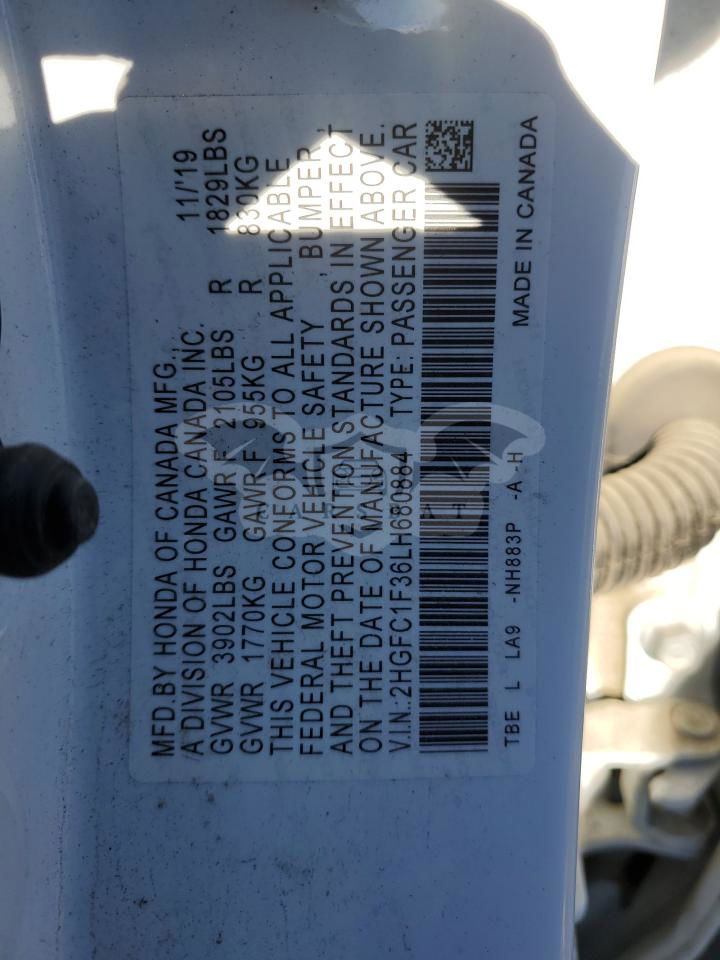 MFD.BY HONDA OF CANADA MFG., 11/'19
A DIVISION OF HONDA CANADA INC.
GVWR 3902LBS GAWR F 2105LBS R 1829LBS
GVWR 1770KG GAWR F 955KG R 830KG
THIS VEHICLE CONFORMS TO ALL APPLICABLE
FEDERAL MOTOR VEHICLE SAFETY , BUMPER ,
AND THEFT PREVENTION STANDARDS IN EFFECT
ON THE DATE OF MANUFACTURE SHOWN ABOVE.
V.I.N.:2HGFC1F36LH680884 TYPE: PASSENGER CAR
TBE L LA9 -NH883P -A H MADE IN CANADA